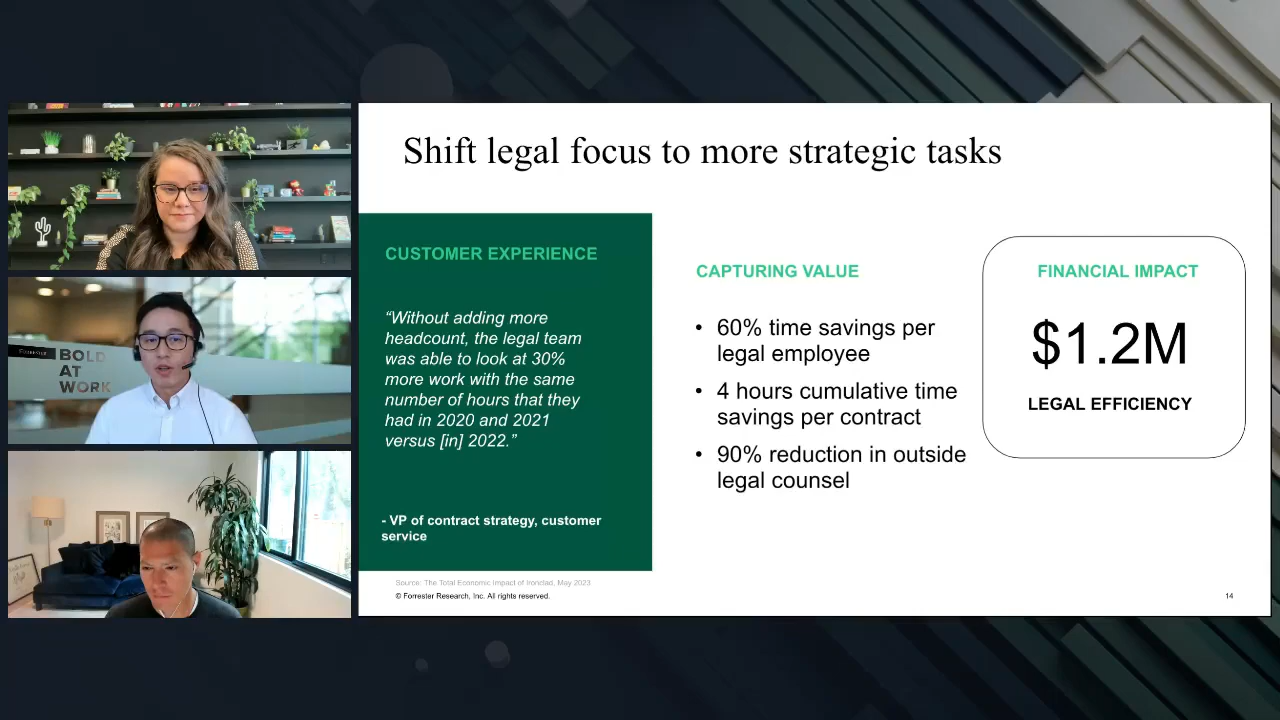 Shift legal focus to more strategic tasks
CUSTOMER EXPERIENCE
“Without adding more
headcount, the legal team
was able to look at 30%
more work with the same
number of hours that they
had in 2020 and 2021
versus [in] 2022.”
- VP of contract strategy, customer
service
CAPTURING VALUE
• 60% time savings per
legal employee
• 4 hours cumulative time
savings per contract
• 90% reduction in outside
legal counsel
FINANCIAL IMPACT
$1.2M
LEGAL EFFICIENCY
Source: The Total Economic Impact of Ironclad, May 2023
© Forrester Research, Inc. All rights reserved.
14
FORRESTER
BOLD
AT
WORK